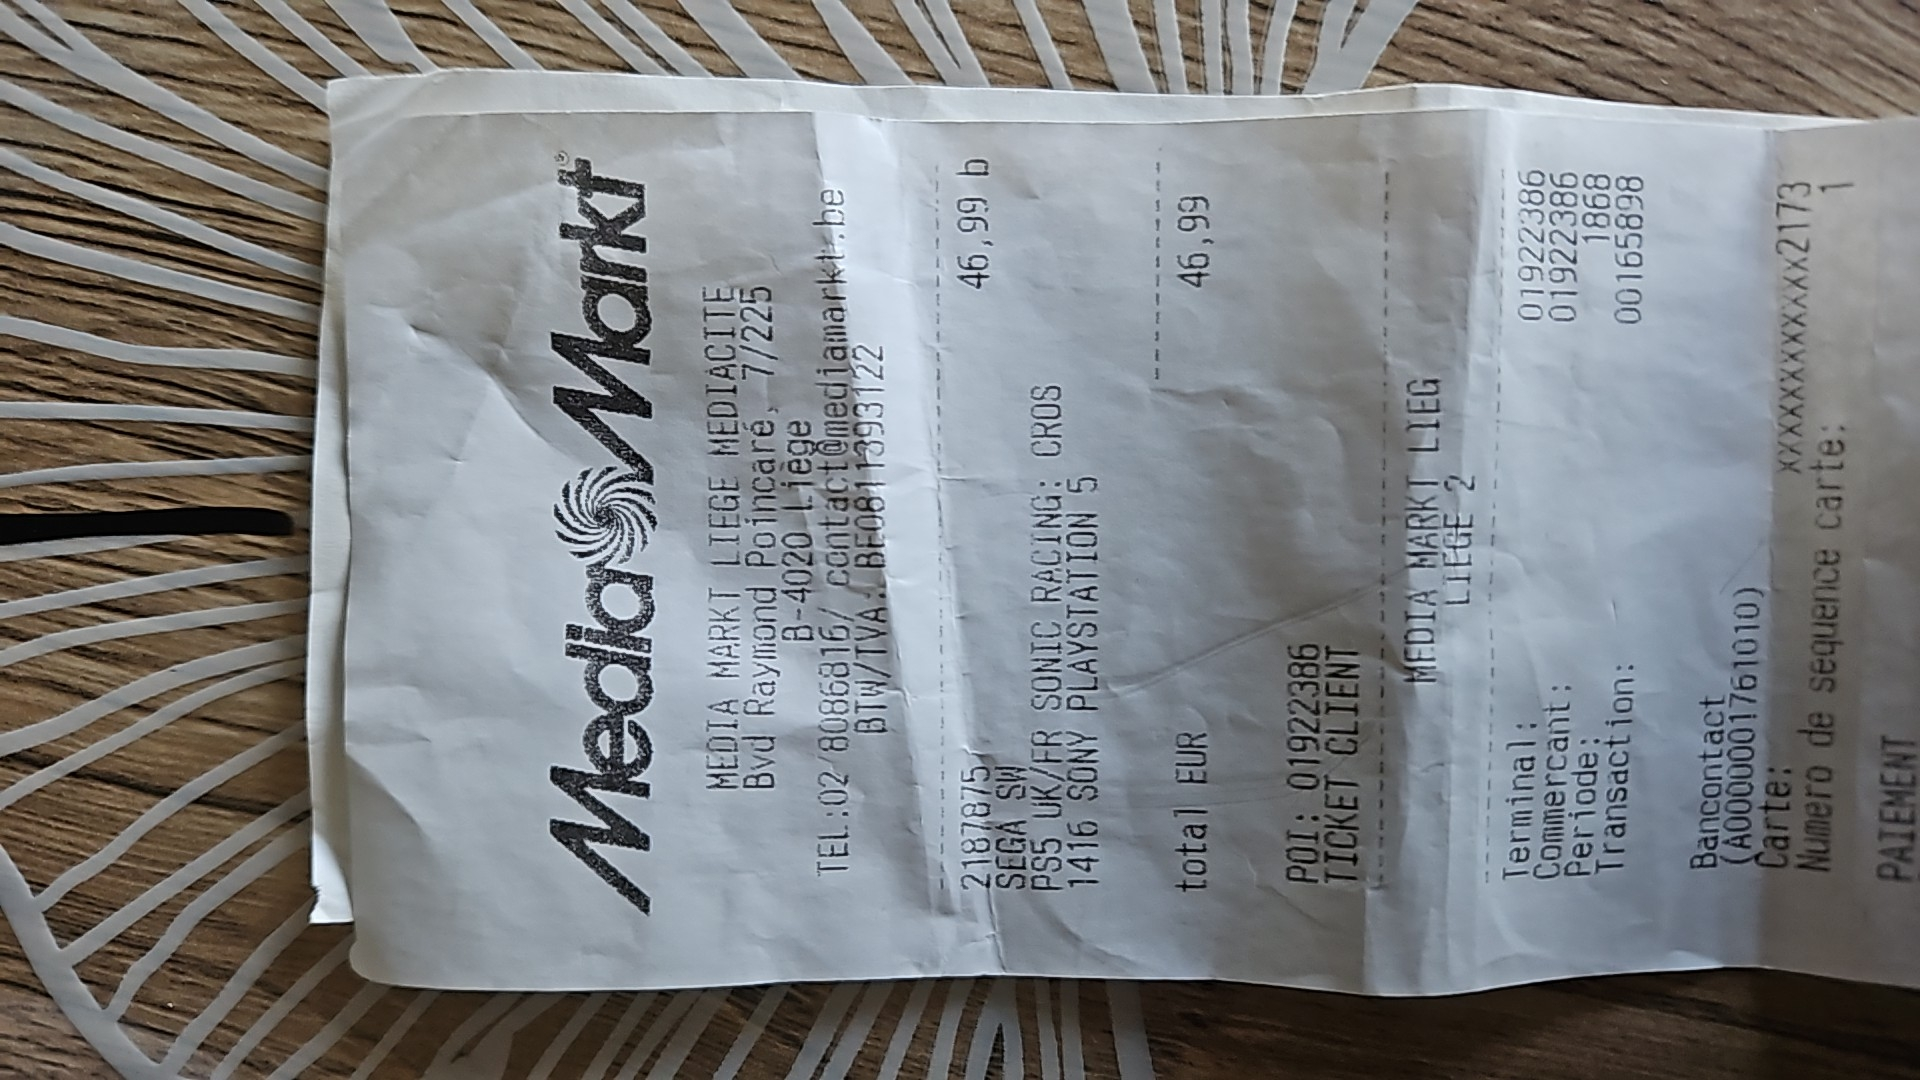 MediaMarkt®
MEDIA MARKT LIEGE MEDIACITE
Bvd Raymond Poincaré, 7/225
B-4020 Liège
TEL:02/8086816/ contact@mediamarkt.be
BTW/TVA: BE0811393122
21878875 46,99 b
SEGA SW
PS5 UK/FR SONIC RACING: CROS
1416 SONY PLAYSTATION 5
total EUR 46,99
POI: 01922386
TICKET CLIENT
MEDIA MARKT LIEG
LIEGE 2
Terminal: 01922386
Commercant: 01922386
Periode: 1868
Transaction: 00165898
Bancontact
(A0000001761010)
Carte: xxxxxxxxxxxxx2173
Numero de sequence carte: 1
PAIEMENT